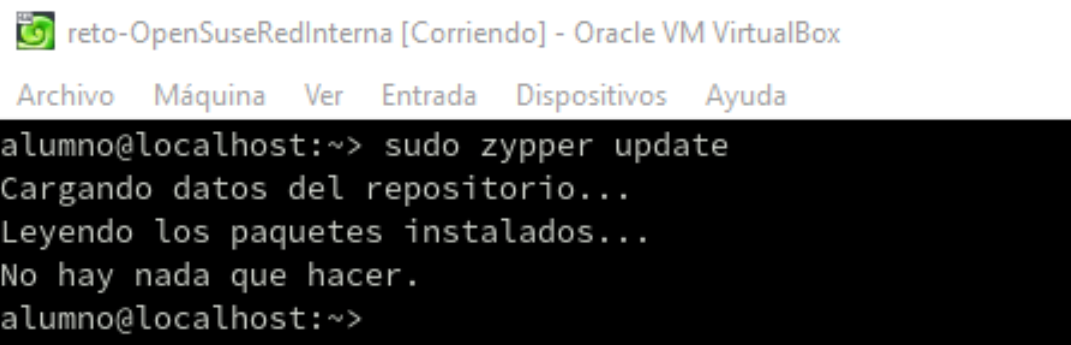 reto-OpenSuseRedInterna [Corriendo] - Oracle VM VirtualBox
Archivo Máquina Ver Entrada Dispositivos Ayuda
alumno@localhost:~> sudo zypper update
Cargando datos del repositorio...
Leyendo los paquetes instalados...
No hay nada que hacer.
alumno@localhost:~>